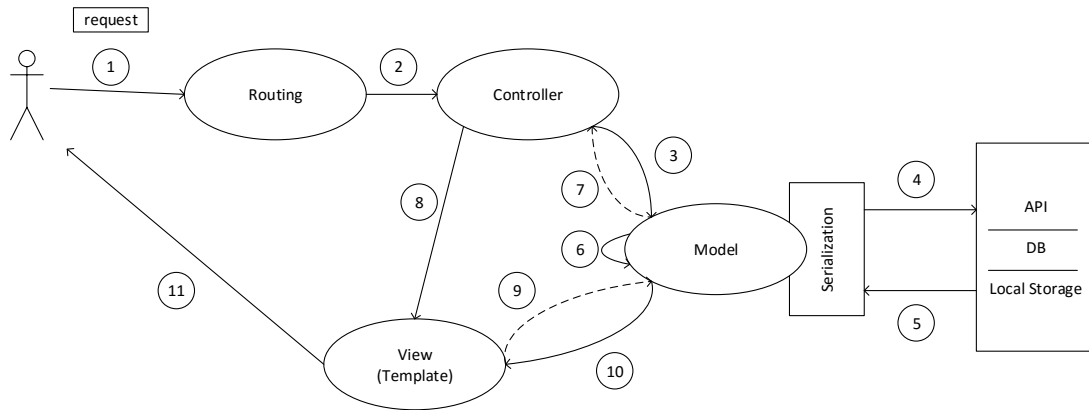 request
1
2
Routing
Controller
3
7
4
8
API
6
Model
Serialization
DB
9
Local Storage
11
5
View
(Template)
10